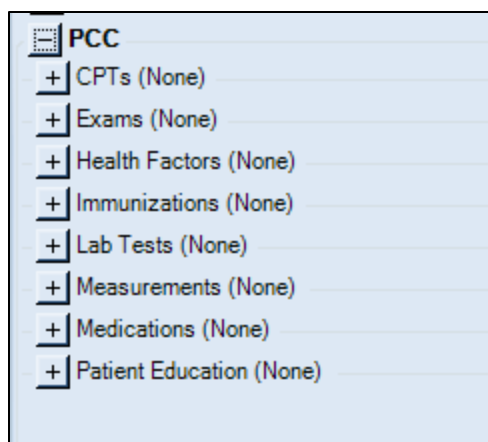 PCC
CPTs (None)
Exams (None)
Health Factors (None)
Immunizations (None)
Lab Tests (None)
Measurements (None)
Medications (None)
Patient Education (None)